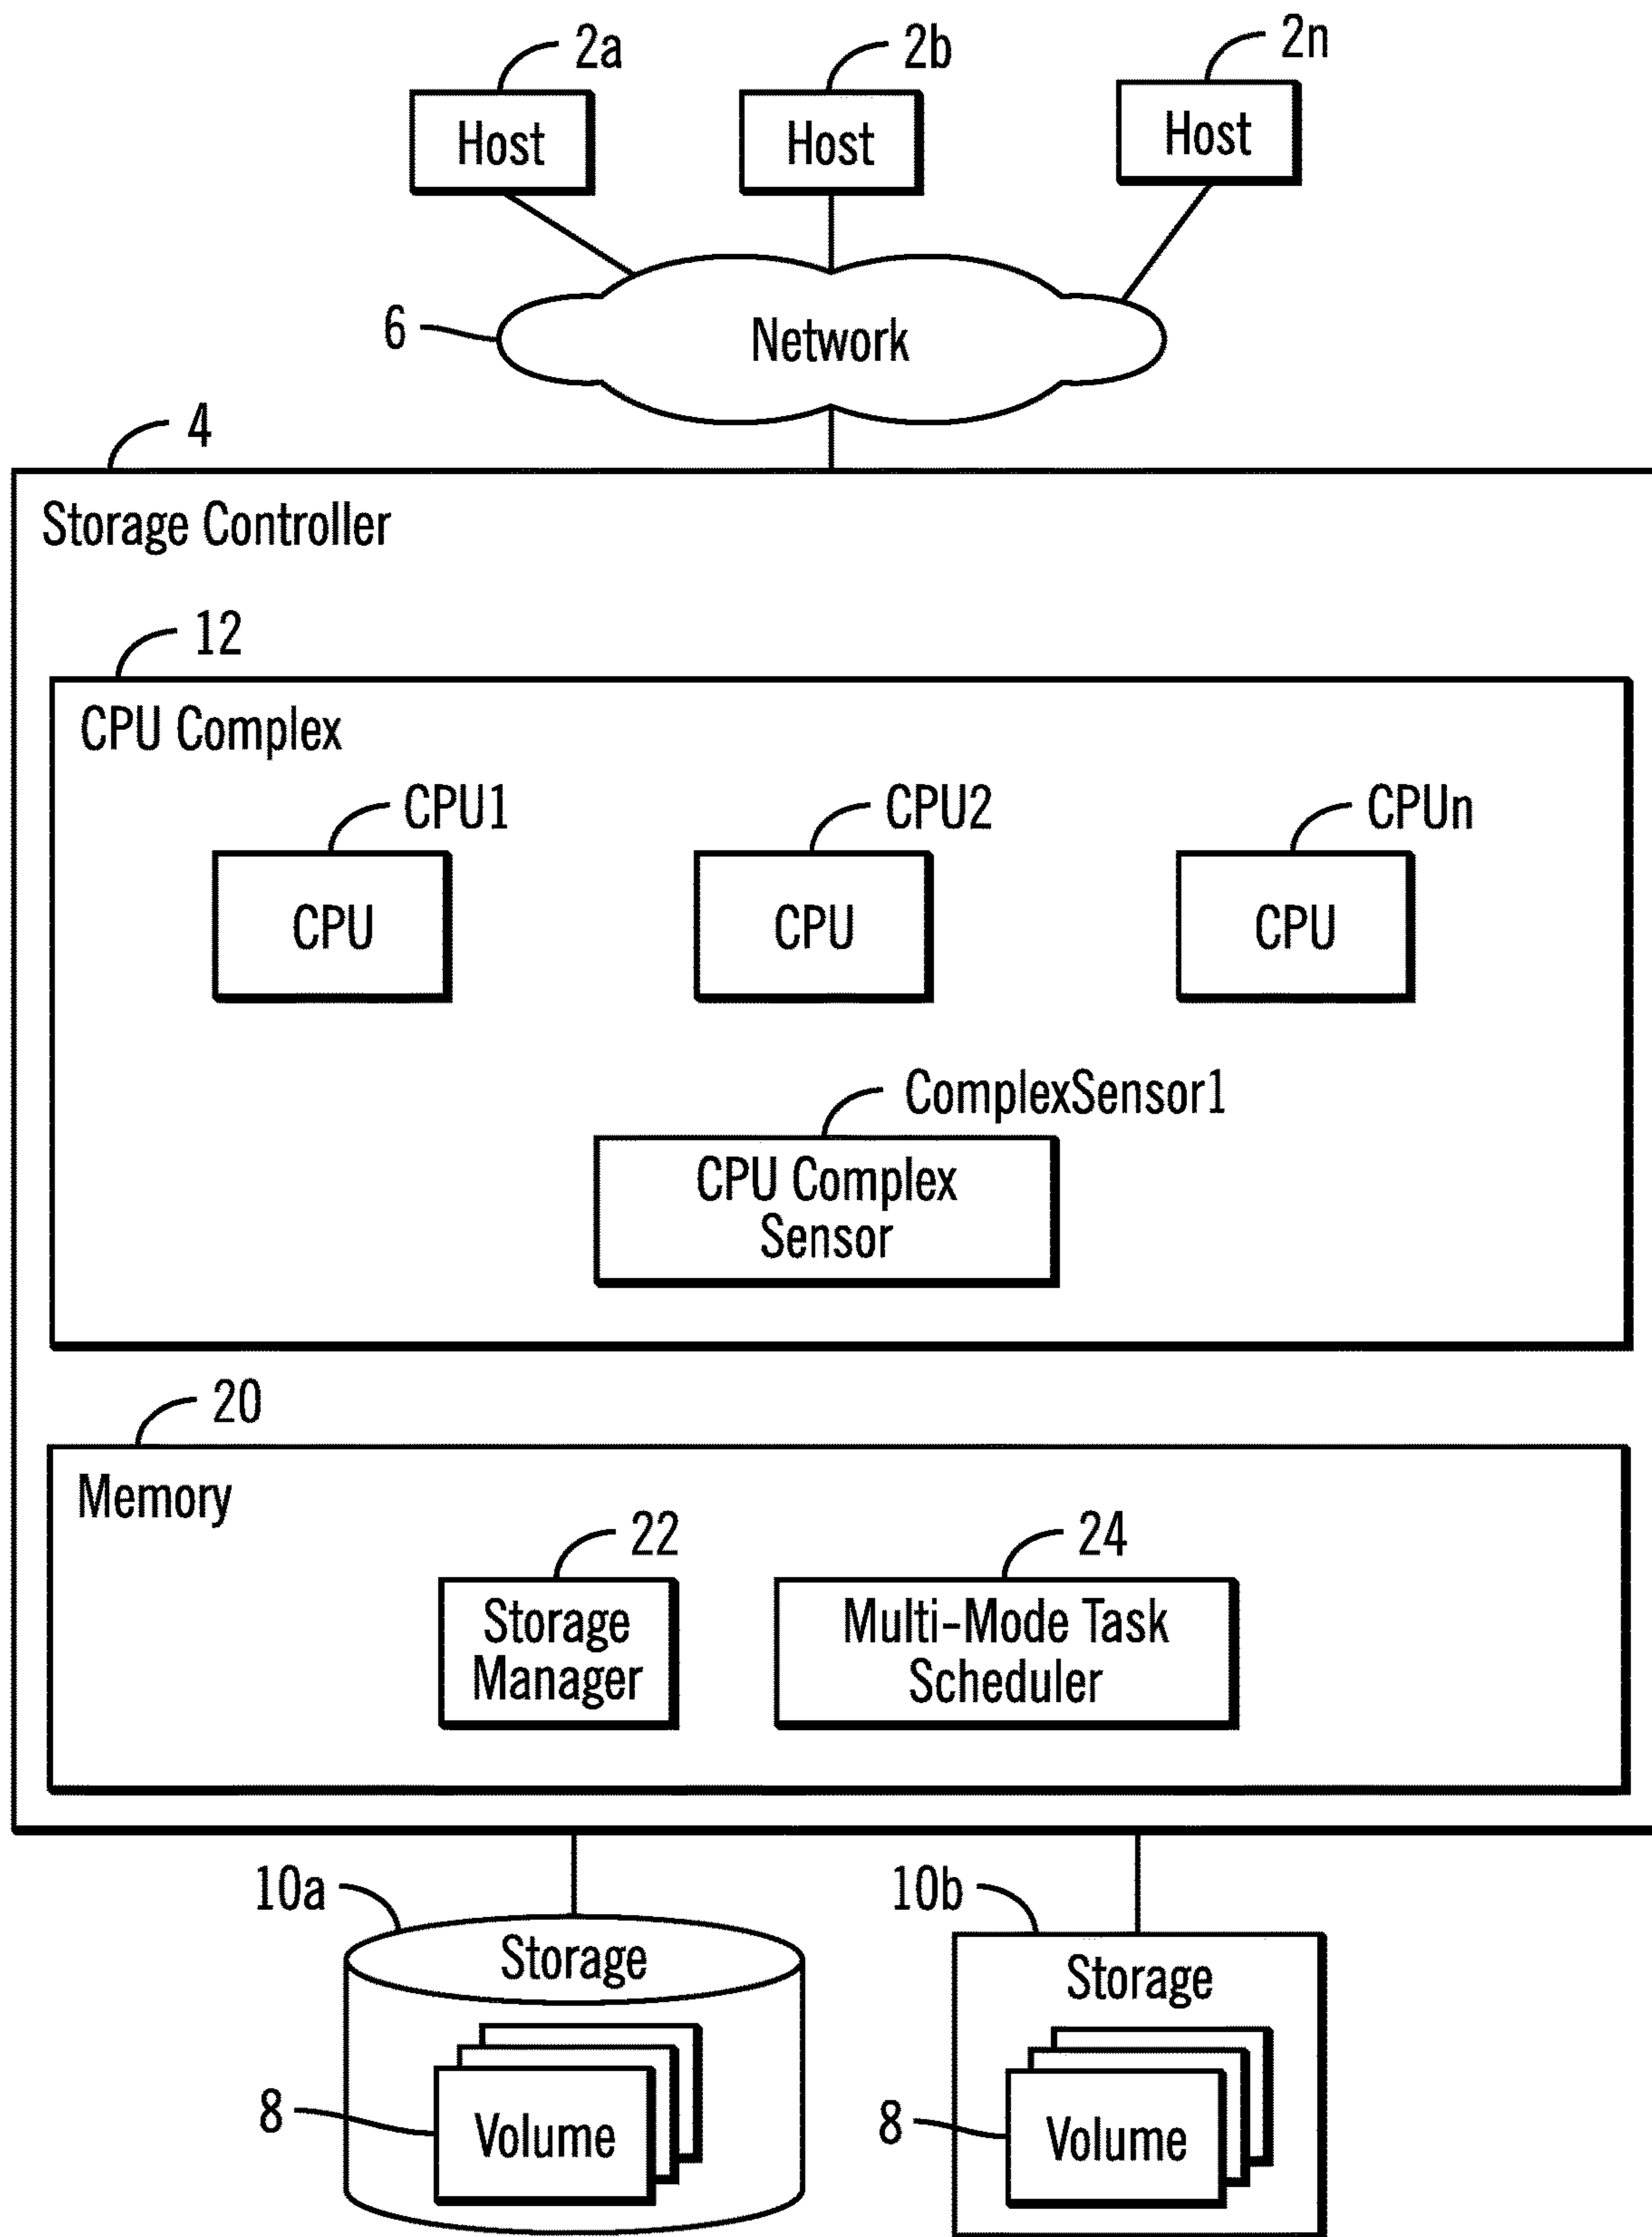 2a
2b
2n
Host
Host
Host
6
Network
4
Storage Controller
12
CPU Complex
CPU1
CPU2
CPUn
CPU
CPU
CPU
ComplexSensor1
CPU Complex
Sensor
20
Memory
22
24
Storage
Manager
Multi-Mode Task
Scheduler
10a
10b
Storage
Storage
8
Volume
8
Volume